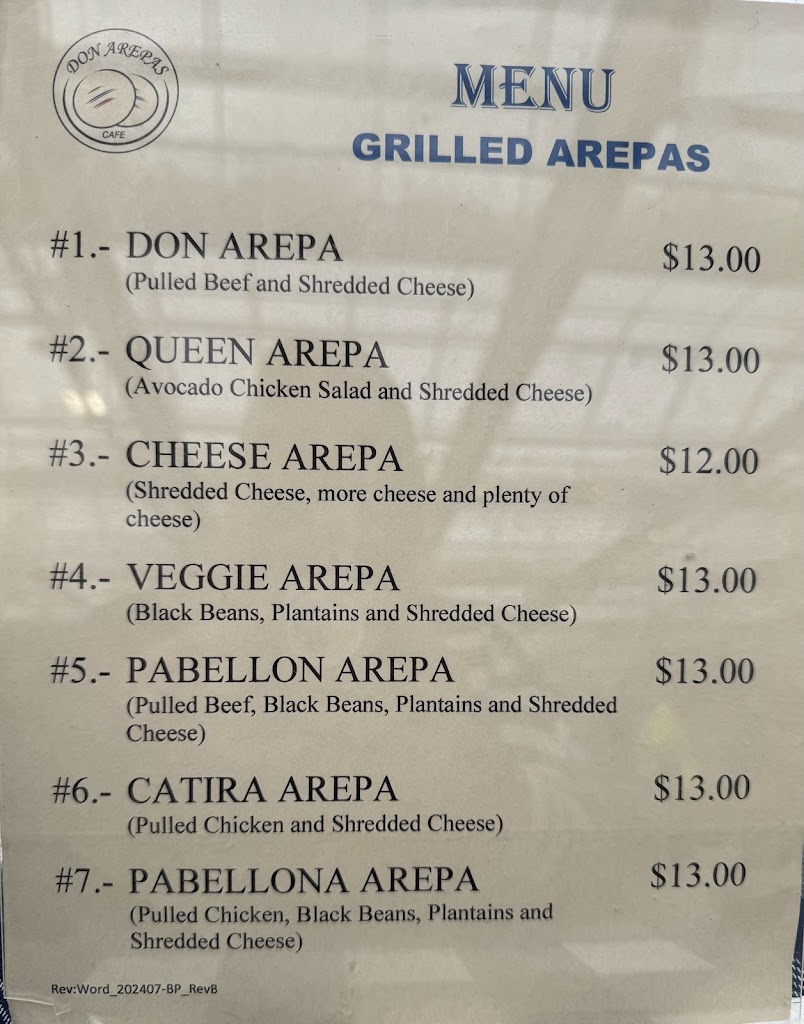 DON AREPAS
CAFE
MENU
GRILLED AREPAS
#1.- DON AREPA $13.00
(Pulled Beef and Shredded Cheese)
#2.- QUEEN AREPA $13.00
(Avocado Chicken Salad and Shredded Cheese)
#3.- CHEESE AREPA $12.00
(Shredded Cheese, more cheese and plenty of
cheese)
#4.- VEGGIE AREPA $13.00
(Black Beans, Plantains and Shredded Cheese)
#5.- PABELLON AREPA $13.00
(Pulled Beef, Black Beans, Plantains and Shredded
Cheese)
#6.- CATIRA AREPA $13.00
(Pulled Chicken and Shredded Cheese)
#7.- PABELLONA AREPA $13.00
(Pulled Chicken, Black Beans, Plantains and
Shredded Cheese)
Rev:Word_202407-BP_RevB